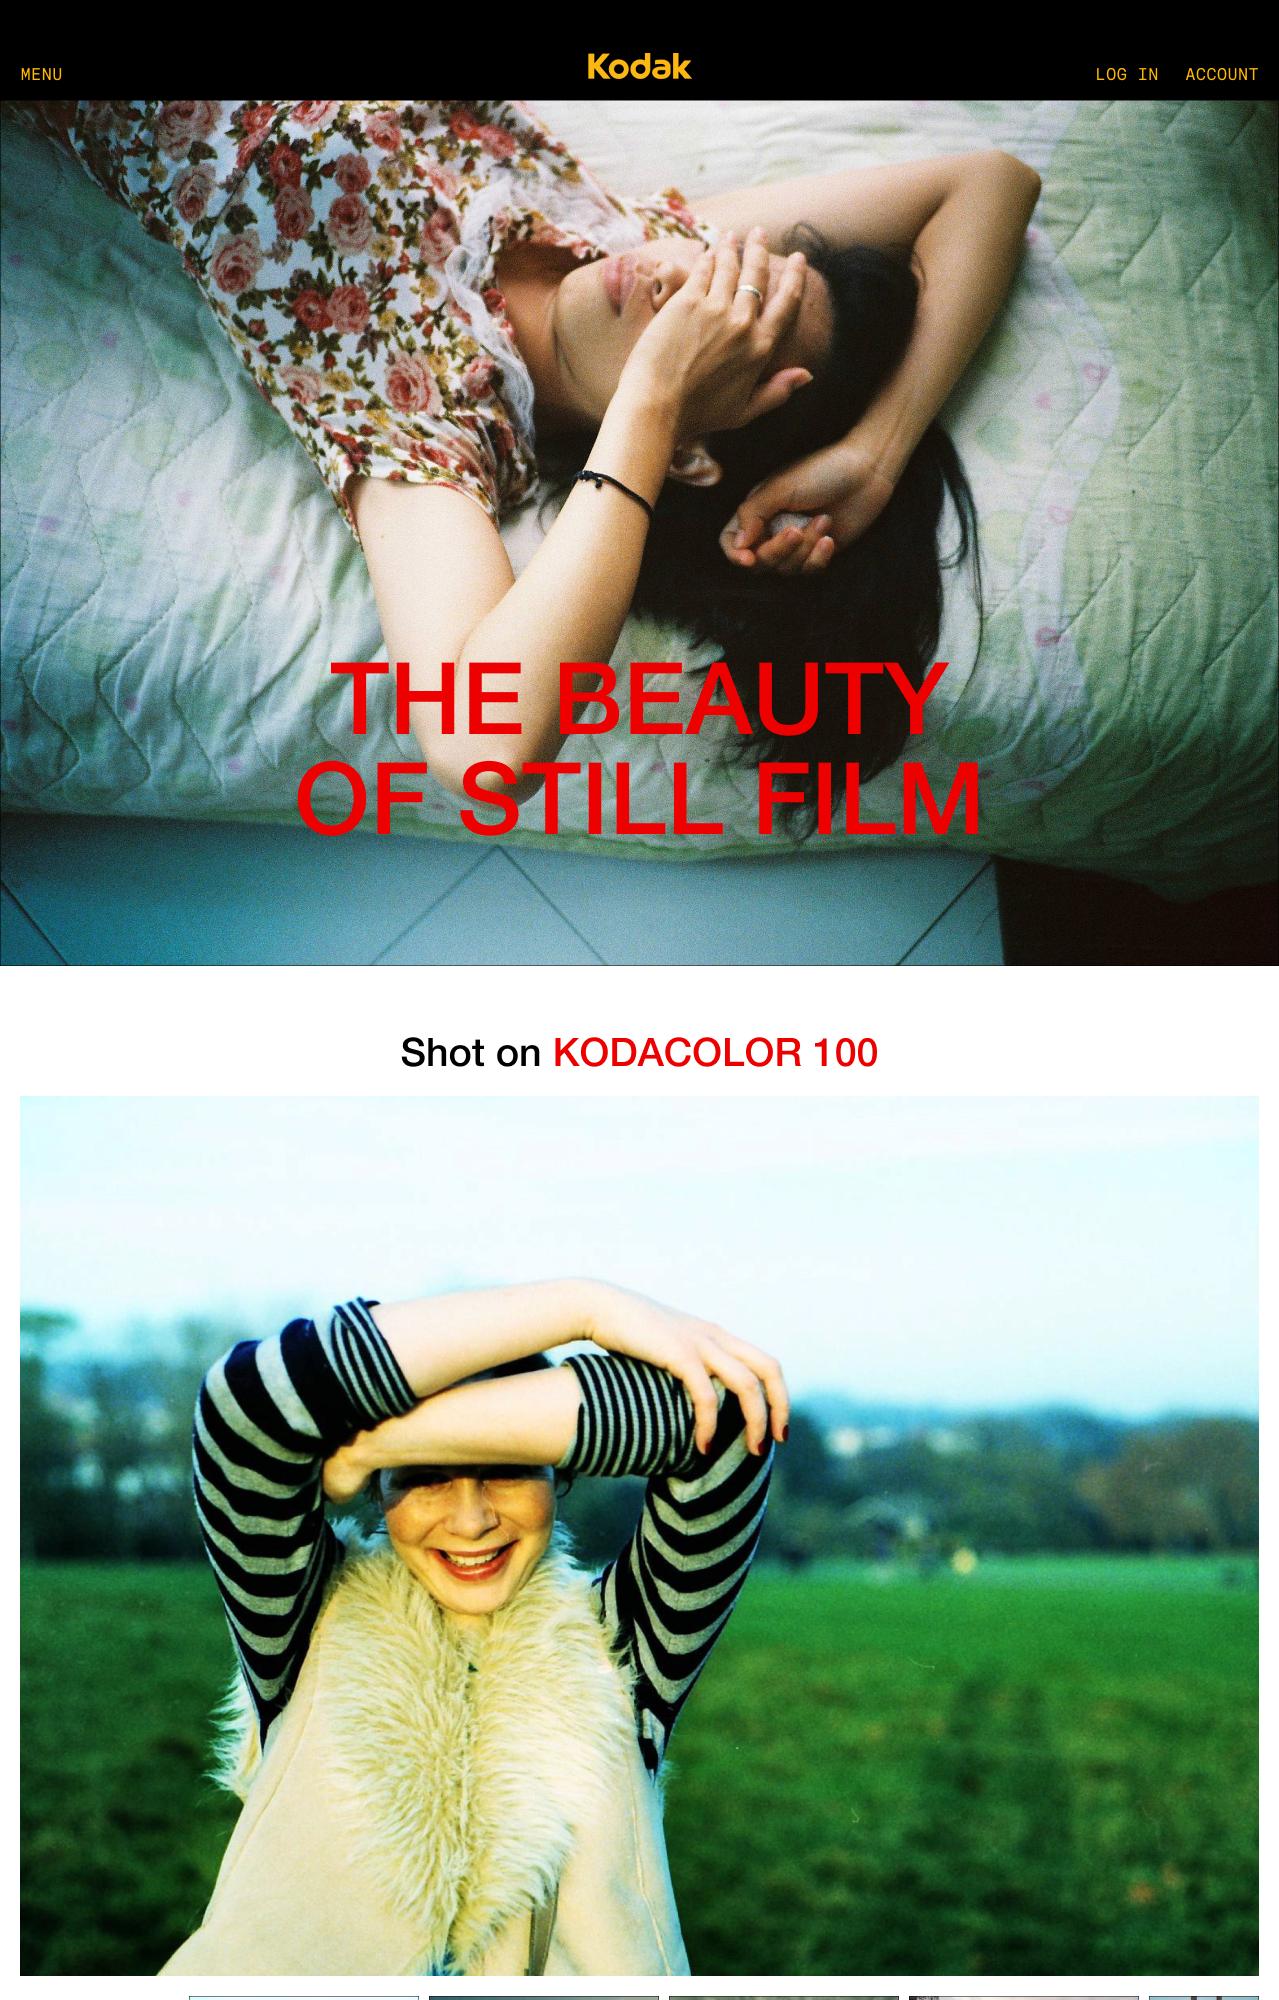 MENU
Kodak
LOG IN ACCOUNT
THE BEAUTY
OF STILL FILM
Shot on KODACOLOR 100